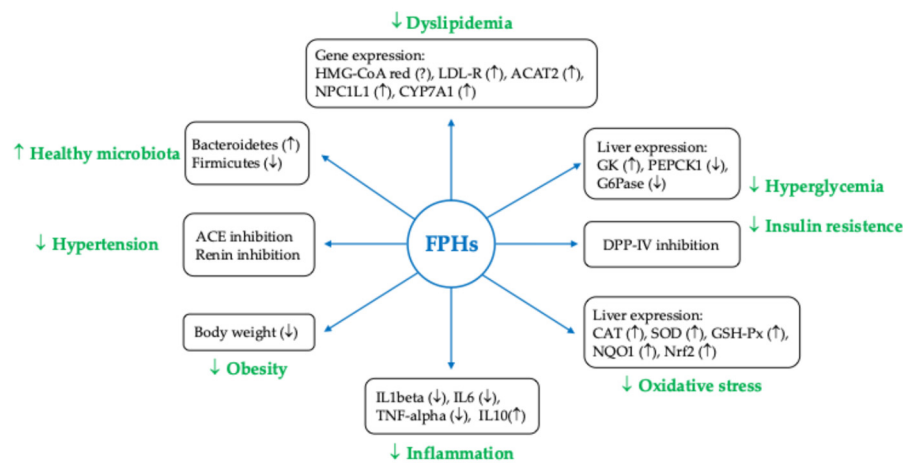 ↓ Dyslipidemia
Gene expression:
HMG-CoA red (?), LDL-R (↑), ACAT2 (↑),
NPC1L1 (↑), CYP7A1 (↑)
↑ Healthy microbiota
Bacteroidetes (↑)
Firmicutes (↓)
Liver expression:
GK (↑), PEPCK1 (↓),
G6Pase (↓)
↓ Hyperglycemia
↓ Hypertension
ACE inhibition
Renin inhibition
FPHs
DPP-IV inhibition
↓ Insulin resistence
Body weight (↓)
↓ Obesity
Liver expression:
CAT (↑), SOD (↑), GSH-Px (↑),
NQO1 (↑), Nrf2 (↑)
↓ Oxidative stress
IL1beta (↓), IL6 (↓),
TNF-alpha (↓), IL10(↑)
↓ Inflammation